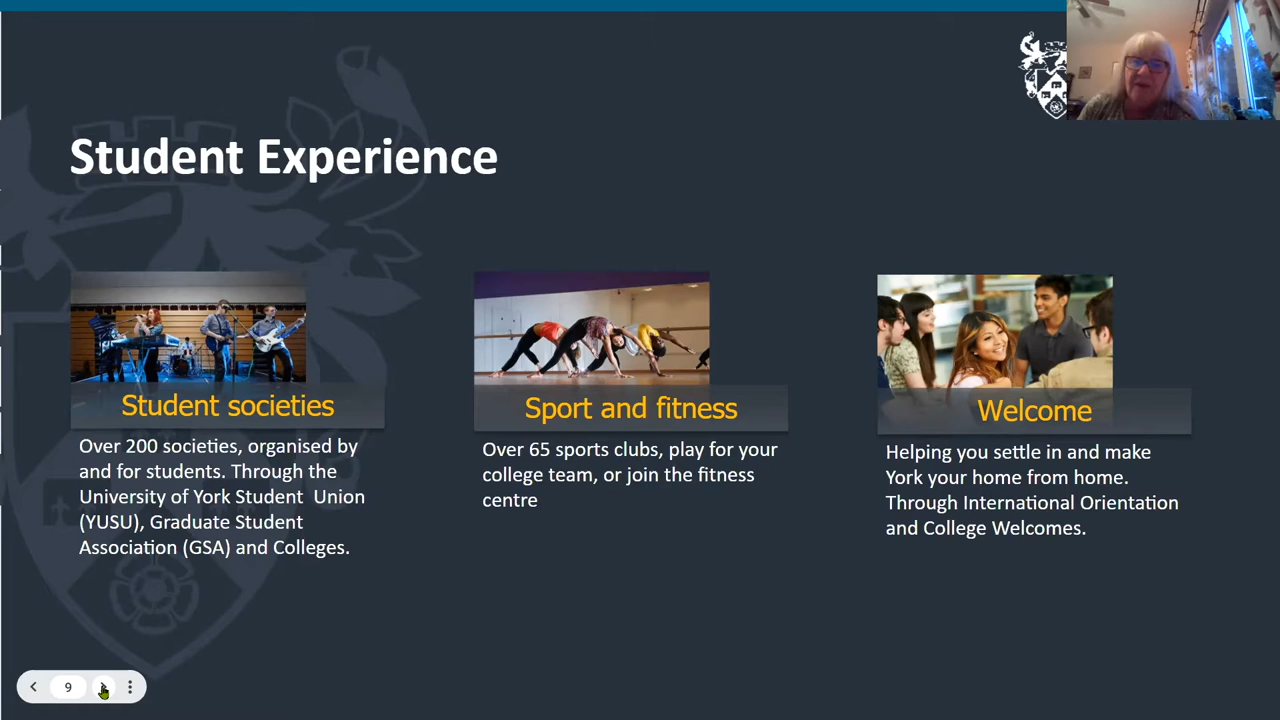 Student Experience
Student societies
Over 200 societies, organised by
and for students. Through the
University of York Student  Union
(YUSU), Graduate Student
Association (GSA) and Colleges.
Sport and fitness
Over 65 sports clubs, play for your
college team, or join the fitness
centre
Welcome
Helping you settle in and make
York your home from home.
Through International Orientation
and College Welcomes.
9